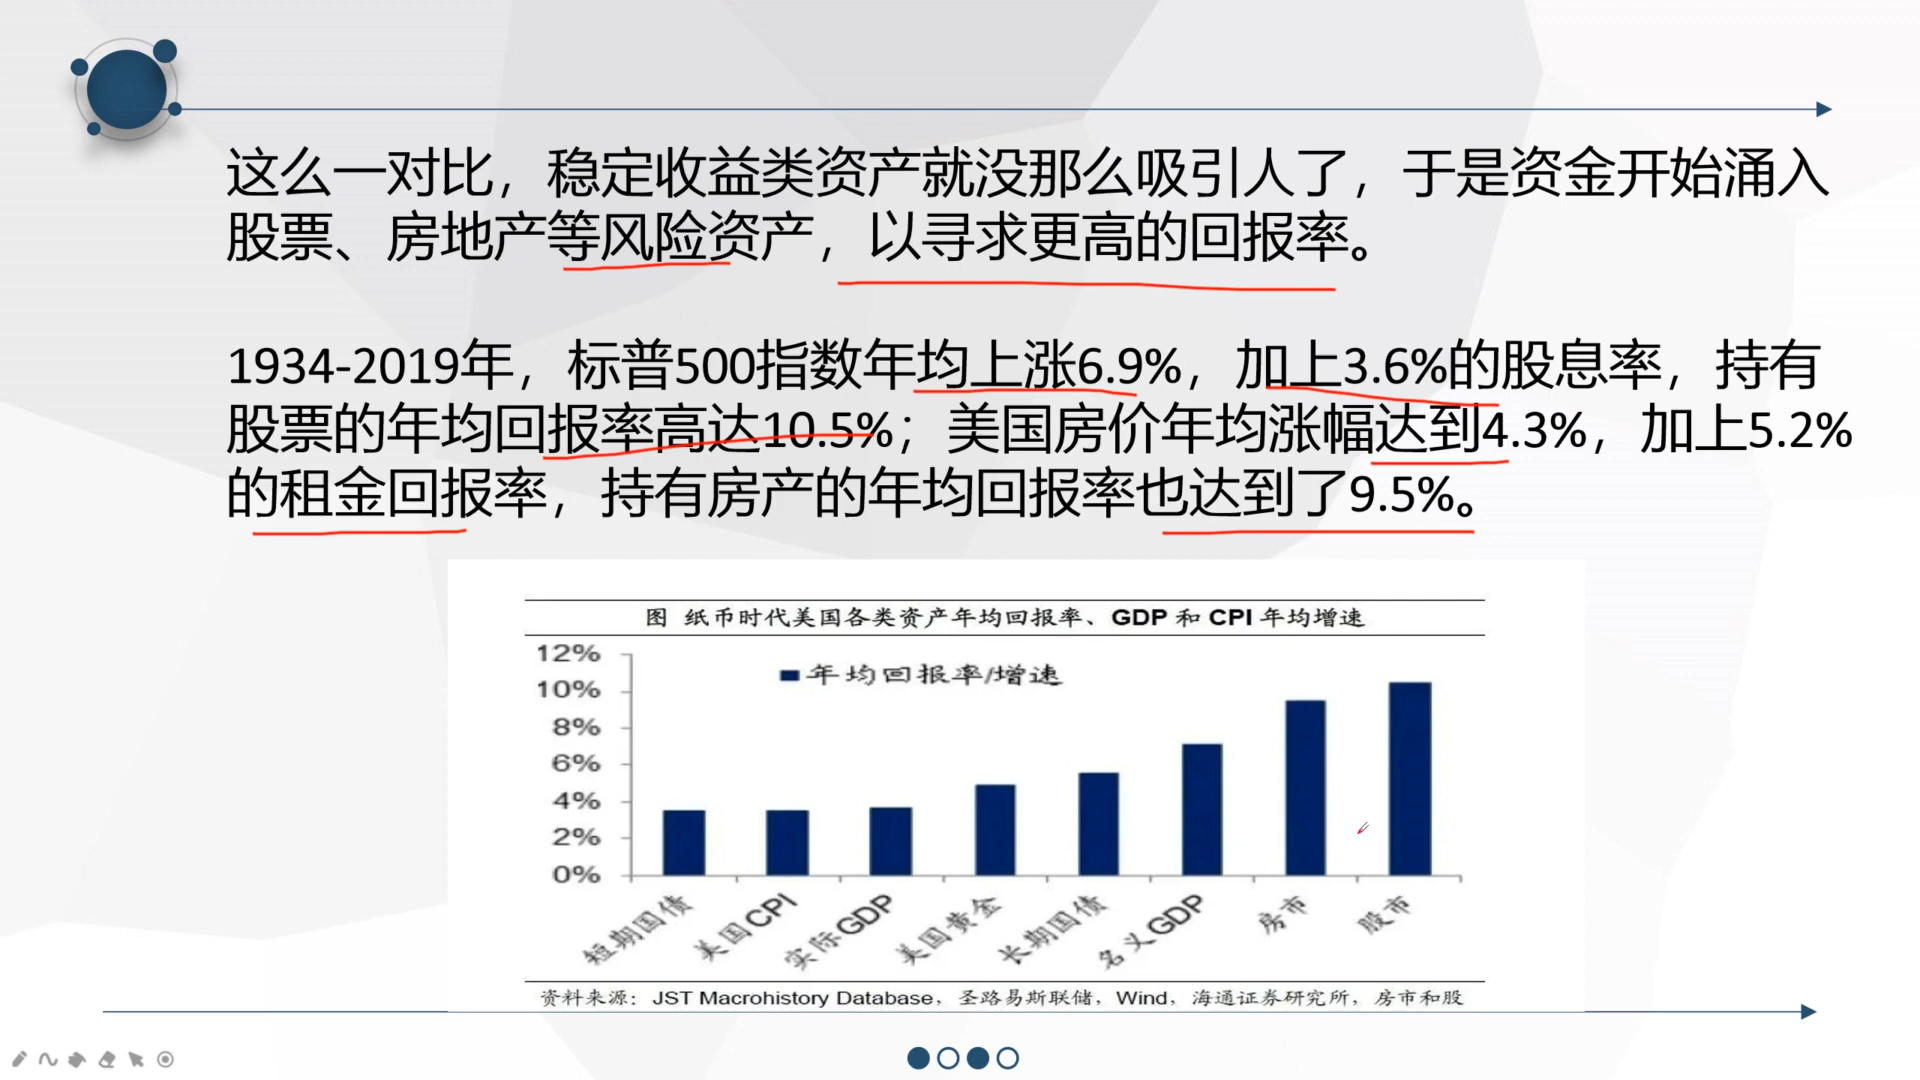 这么一对比，稳定收益类资产就没那么吸引人了，于是资金开始涌入
股票、房地产等风险资产，以寻求更高的回报率。
1934-2019年，标普500指数年均上涨6.9%，加上3.6%的股息率，持有
股票的年均回报率高达10.5%；美国房价年均涨幅达到4.3%，加上5.2%
的租金回报率，持有房产的年均回报率也达到了9.5%。
图 纸币时代美国各类资产年均回报率、GDP 和 CPI 年均增速
年均回报率/增速
12%
10%
8%
6%
4%
2%
0%
短期国债
美国CPI
实际GDP
美国黄金
长期国债
名义GDP
房市
股市
资料来源：JST Macrohistory Database，圣路易斯联储，Wind，海通证券研究所，房市和股